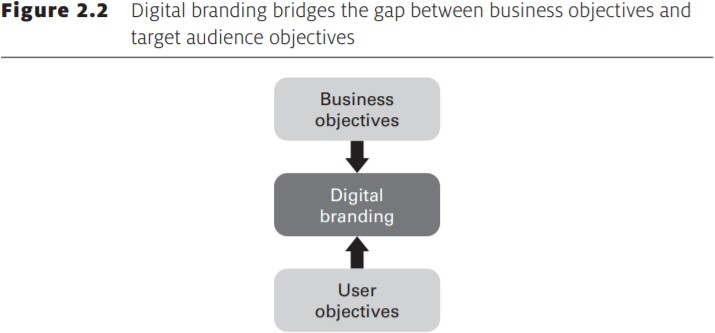 Figure 2.2 Digital branding bridges the gap between business objectives and
target audience objectives
Business
objectives
Digital
branding
User
objectives